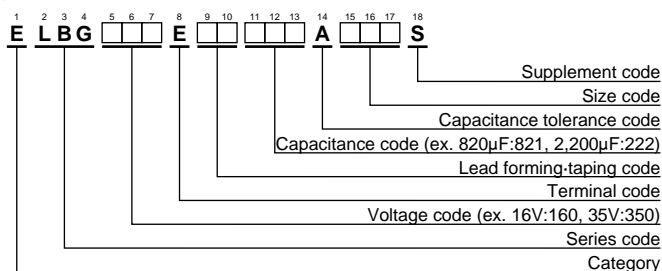 1 2 3 4 5 6 7 8 9 10 11 12 13 14 15 16 17 18
E L B G E A S
Supplement code
Size code
Capacitance tolerance code
Capacitance code (ex. 820μF:821, 2,200μF:222)
Lead forming·taping code
Terminal code
Voltage code (ex. 16V:160, 35V:350)
Series code
Category